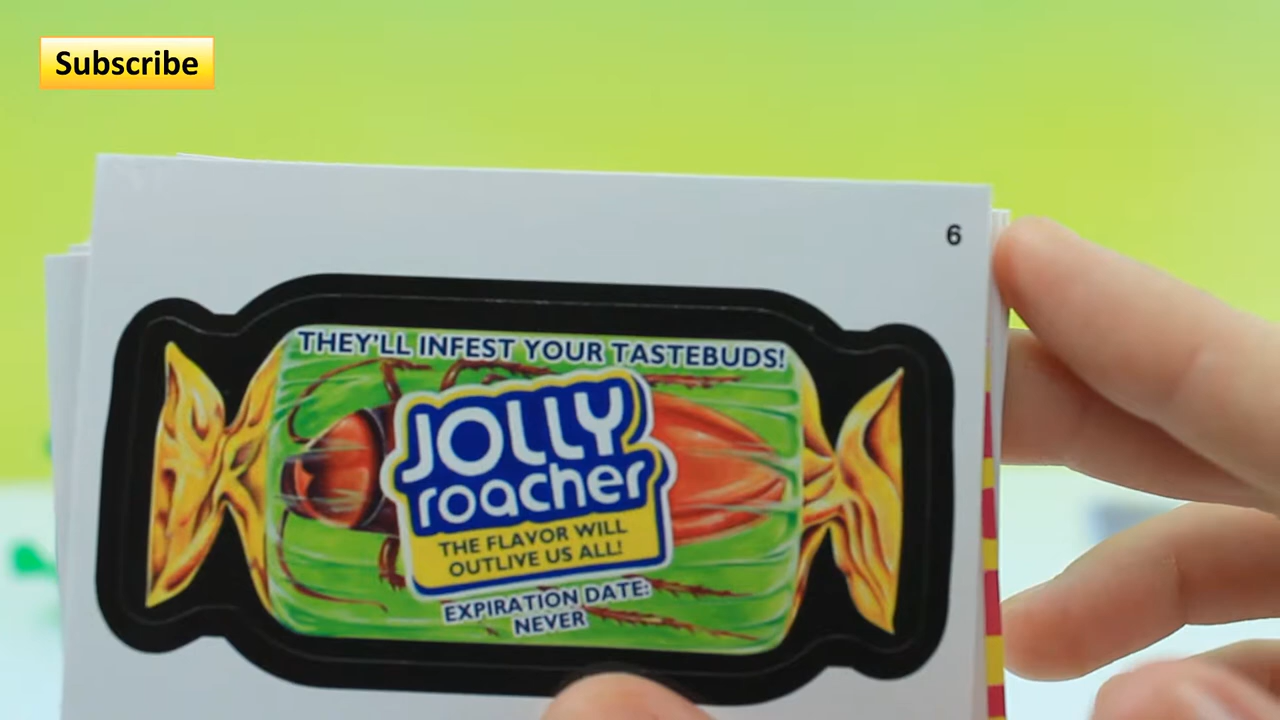 Subscribe
6
THEY'LL INFEST YOUR TASTEBUDS!
JOLLY
roacher
THE FLAVOR WILL
OUTLIVE US ALL!
EXPIRATION DATE:
NEVER